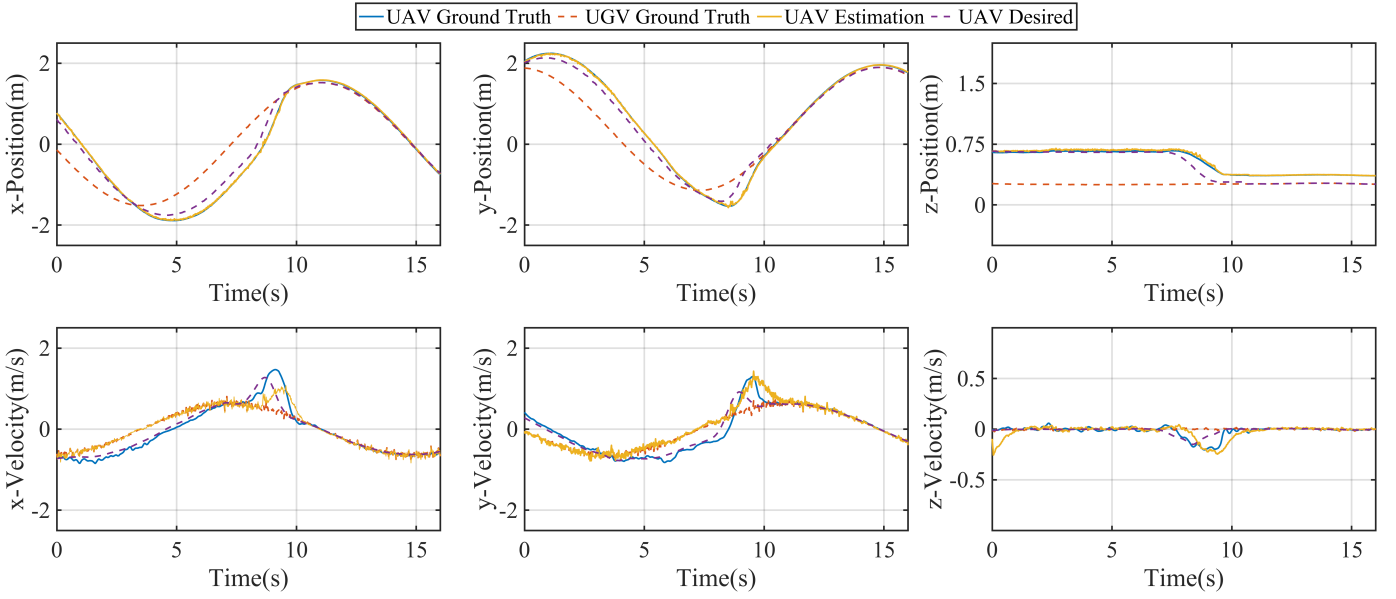 UAV Ground Truth UGV Ground Truth UAV Estimation UAV Desired
x-Position(m)
2
0
-2
0 5 10 15
Time(s)
y-Position(m)
2
0
-2
0 5 10 15
Time(s)
z-Position(m)
1.5
0.75
0
0 5 10 15
Time(s)
x-Velocity(m/s)
2
0
-2
0 5 10 15
Time(s)
y-Velocity(m/s)
2
0
-2
0 5 10 15
Time(s)
z-Velocity(m/s)
0.5
0
-0.5
0 5 10 15
Time(s)